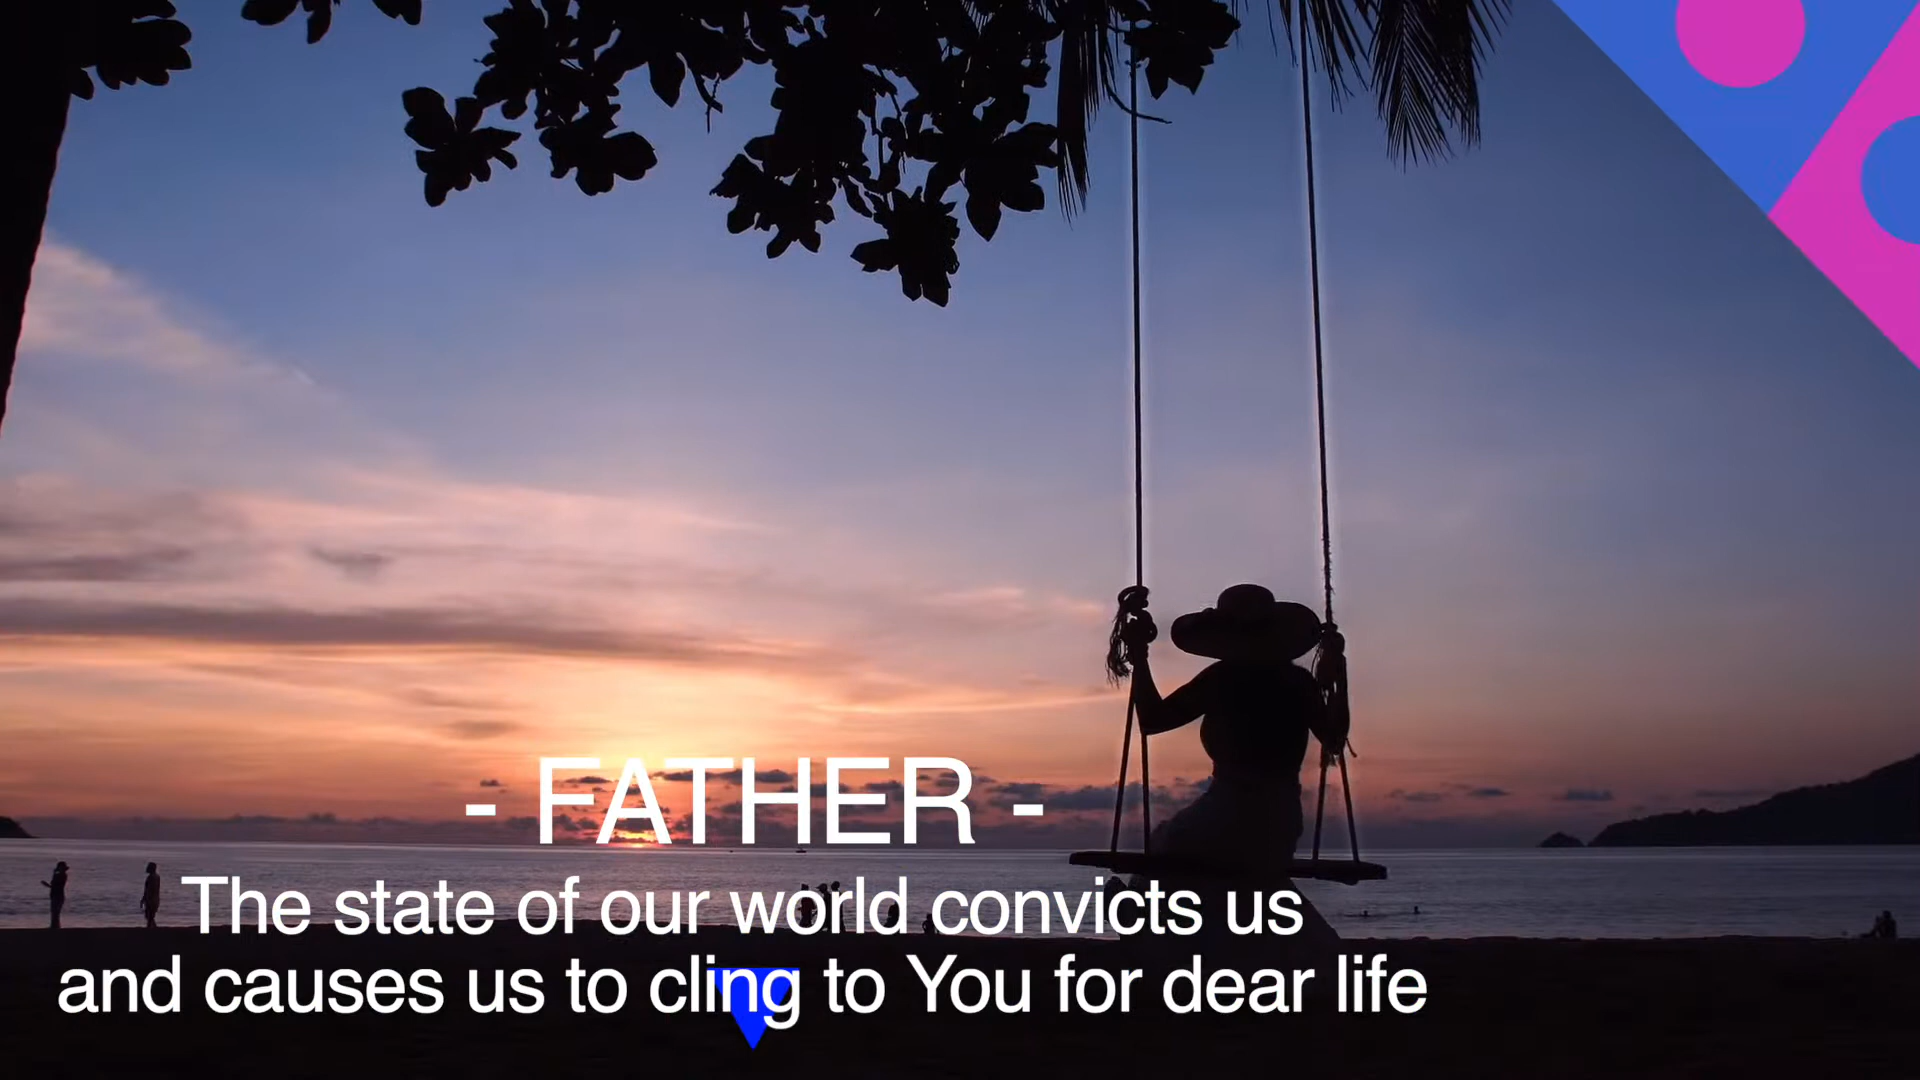 - FATHER -
The state of our world convicts us
and causes us to cling to You for dear life